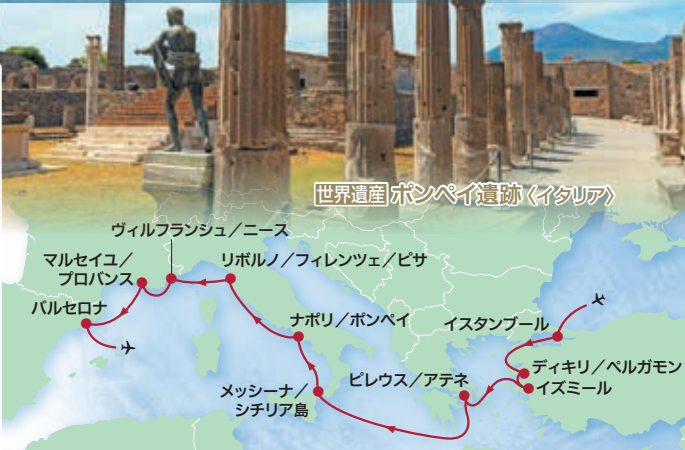 世界遺産 ポンペイ遺跡〈イタリア〉
ヴィルフランシュ／ニース
マルセイユ／
プロバンス
リボルノ／フィレンツェ／ピサ
バルセロナ
ナポリ／ポンペイ
イスタンブール
ディキリ／ペルガモン
イズミール
ピレウス／アテネ
メッシーナ／
シチリア島